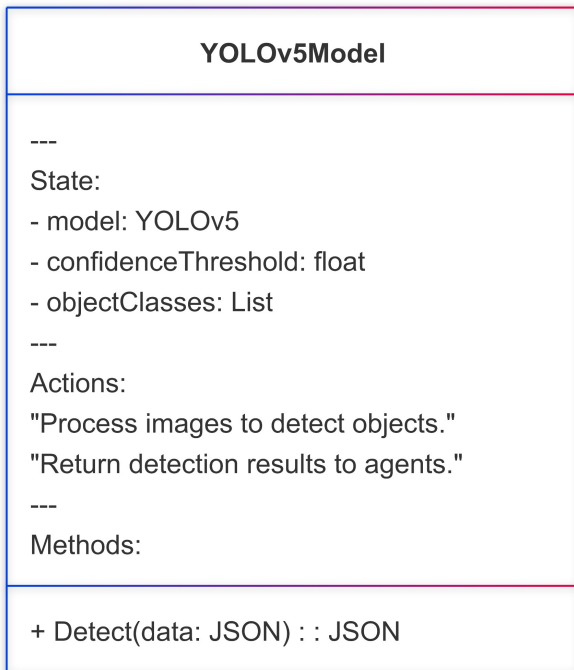 YOLOv5Model
---
State:
- model: YOLOv5
- confidenceThreshold: float
- objectClasses: List
---
Actions:
"Process images to detect objects."
"Return detection results to agents."
---
Methods:
+ Detect(data: JSON) : : JSON